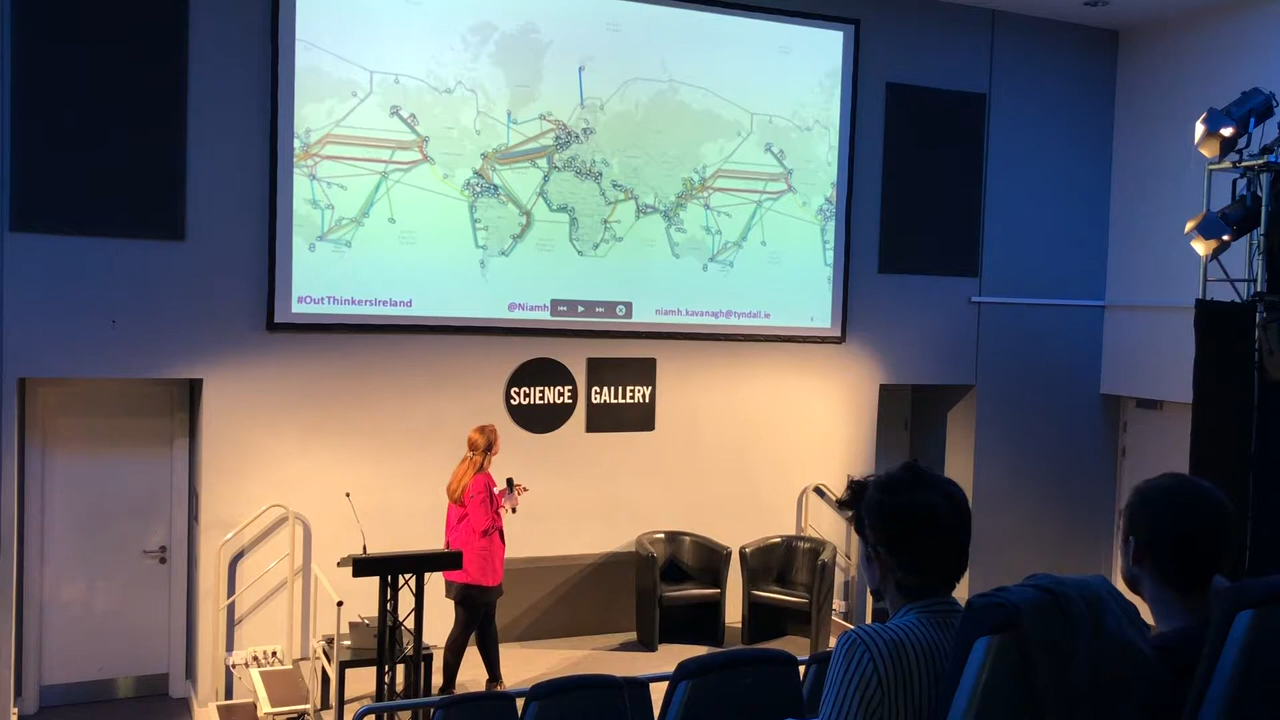 #OutThinkersIreland
@Niamh
niamh.kavanagh@tyndall.ie
SCIENCE
GALLERY